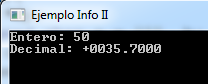 Ejemplo Info II
Entero: 50
Decimal: +0035.7000